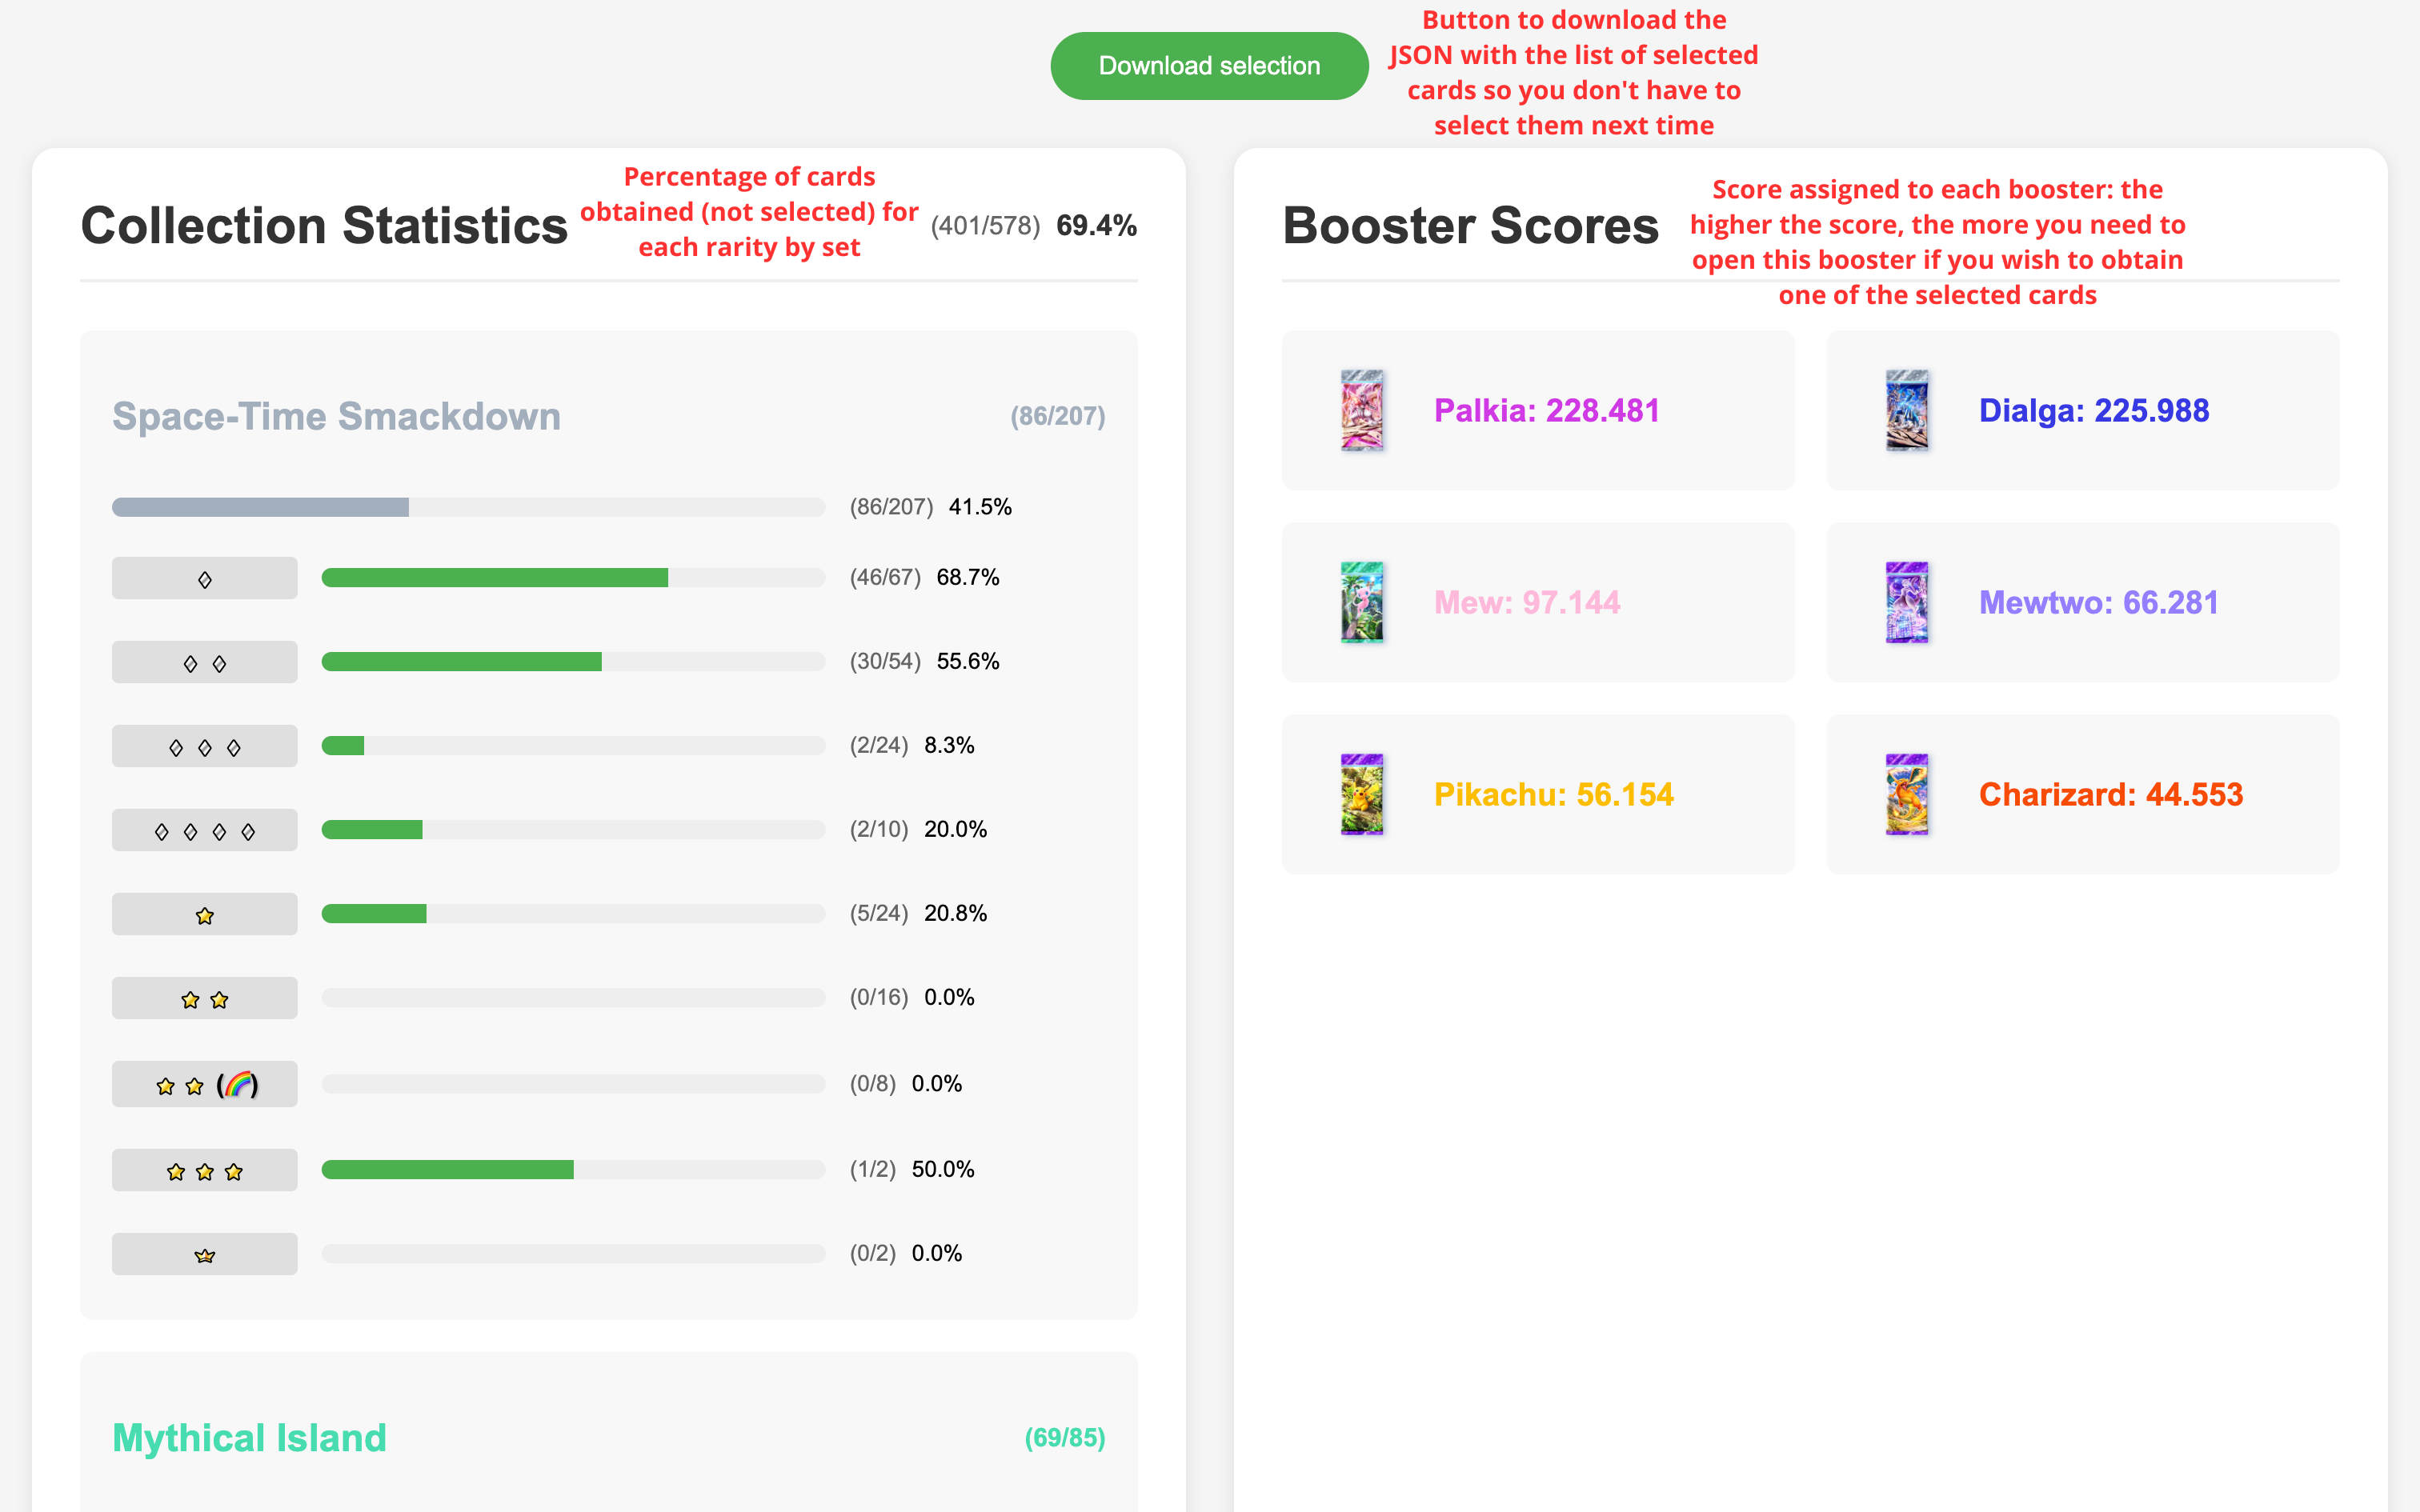 Download selection
Button to download the
JSON with the list of selected
cards so you don't have to
select them next time
Collection Statistics
Percentage of cards
obtained (not selected) for
each rarity by set
(401/578) 69.4%
Space-Time Smackdown (86/207)
(86/207) 41.5%
(46/67) 68.7%
(30/54) 55.6%
(2/24) 8.3%
(2/10) 20.0%
(5/24) 20.8%
(0/16) 0.0%
(0/8) 0.0%
(1/2) 50.0%
(0/2) 0.0%
Mythical Island (69/85)
Booster Scores
Score assigned to each booster: the
higher the score, the more you need to
open this booster if you wish to obtain
one of the selected cards
Palkia: 228.481
Dialga: 225.988
Mew: 97.144
Mewtwo: 66.281
Pikachu: 56.154
Charizard: 44.553